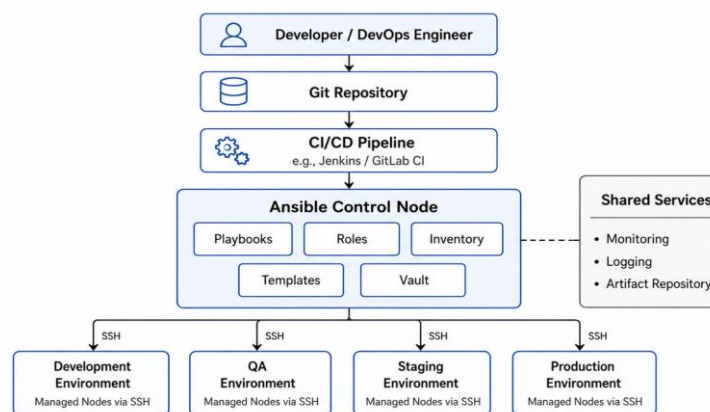 Developer / DevOps Engineer
Git Repository
CI/CD Pipeline
e.g., Jenkins / GitLab CI
Ansible Control Node
Playbooks
Roles
Inventory
Templates
Vault
Shared Services
• Monitoring
• Logging
• Artifact Repository
SSH
SSH
SSH
SSH
Development
Environment
Managed Nodes via SSH
QA
Environment
Managed Nodes via SSH
Staging
Environment
Managed Nodes via SSH
Production
Environment
Managed Nodes via SSH